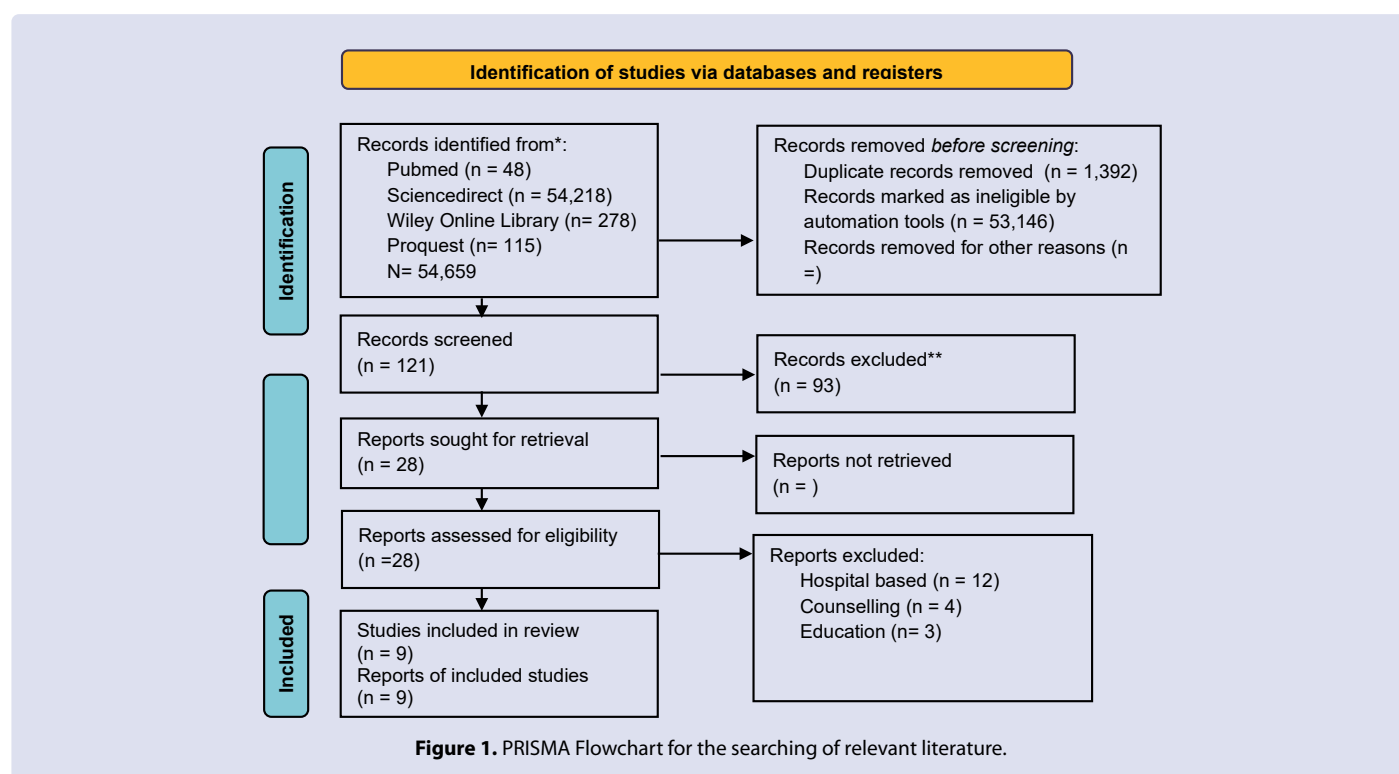 Identification of studies via databases and registers
Identification
Records identified from*:
Pubmed (n = 48)
Sciencedirect (n = 54,218)
Wiley Online Library (n= 278)
Proquest (n= 115)
N= 54,659
Records removed before screening:
Duplicate records removed (n = 1,392)
Records marked as ineligible by
automation tools (n = 53,146)
Records removed for other reasons (n
=)
Records screened
(n = 121)
Records excluded**
(n = 93)
Reports sought for retrieval
(n = 28)
Reports not retrieved
(n = )
Reports assessed for eligibility
(n =28)
Reports excluded:
Hospital based (n = 12)
Counselling (n = 4)
Education (n= 3)
Included
Studies included in review
(n = 9)
Reports of included studies
(n = 9)
Figure 1. PRISMA Flowchart for the searching of relevant literature.